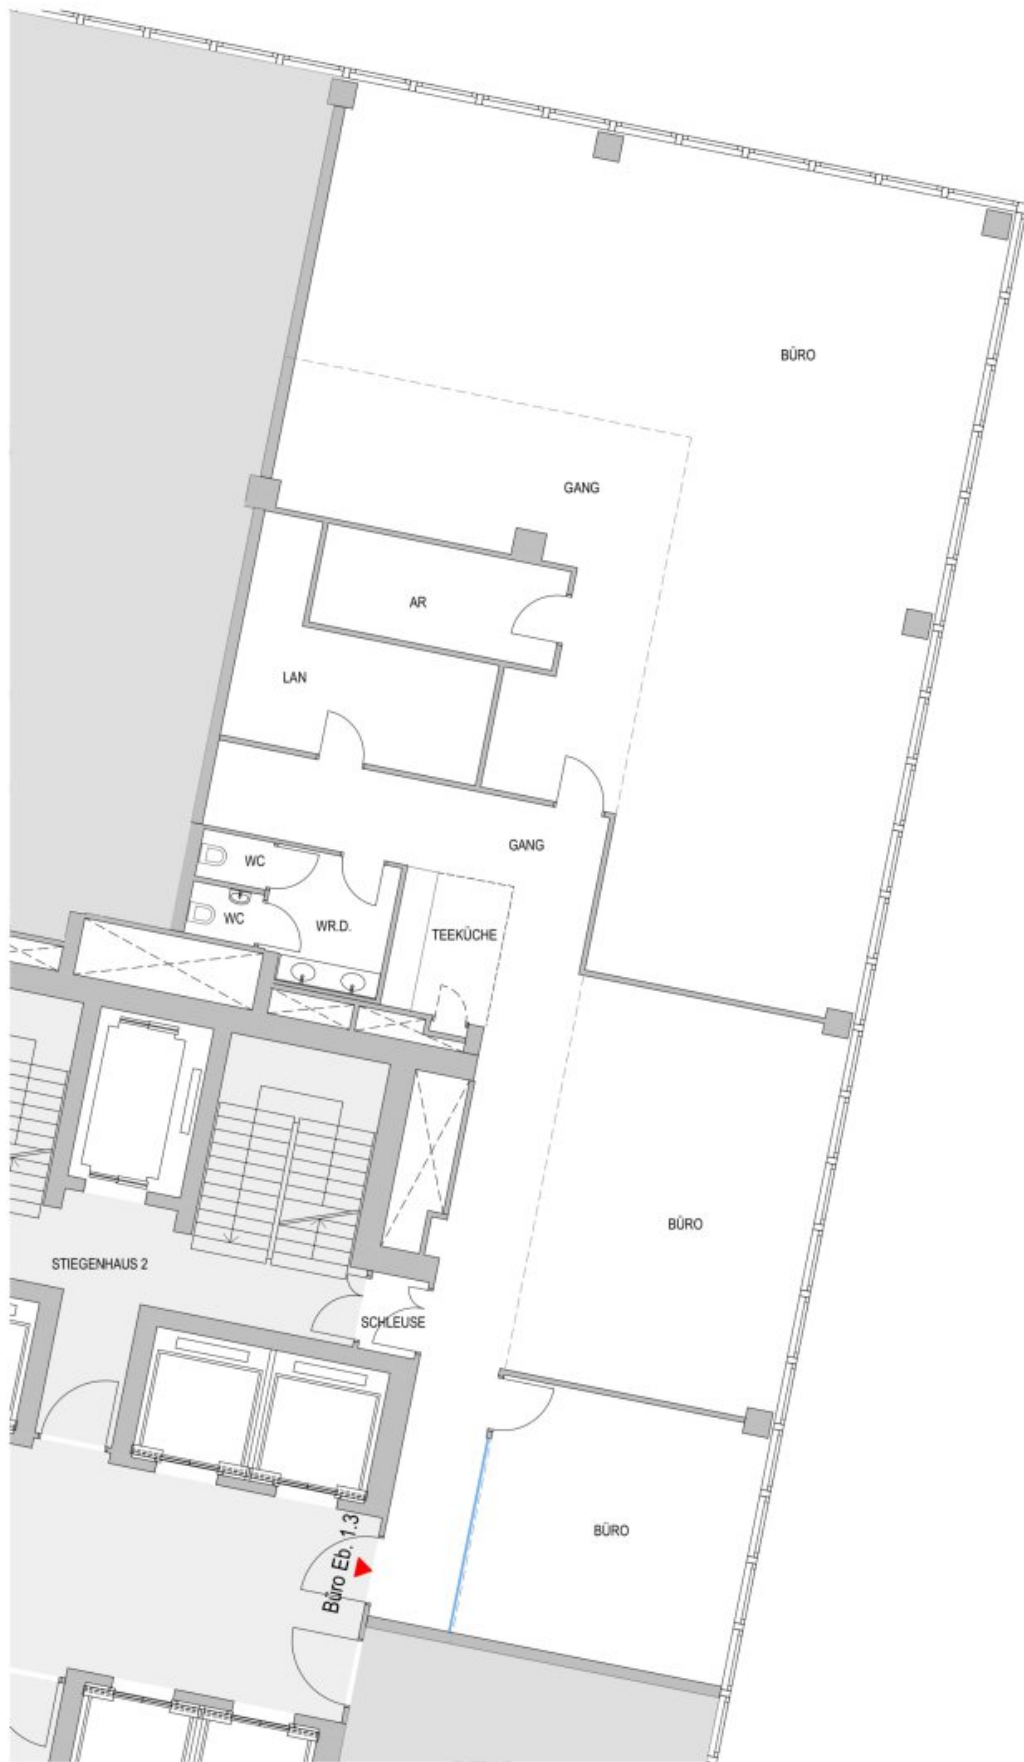 BÜRO
GANG
AR
LAN
GANG
WC
WC
WR.D.
TEEKÜCHE
BÜRO
STIEGENHAUS 2
SCHLEUSE
BÜRO
Büro Eb. 1.3